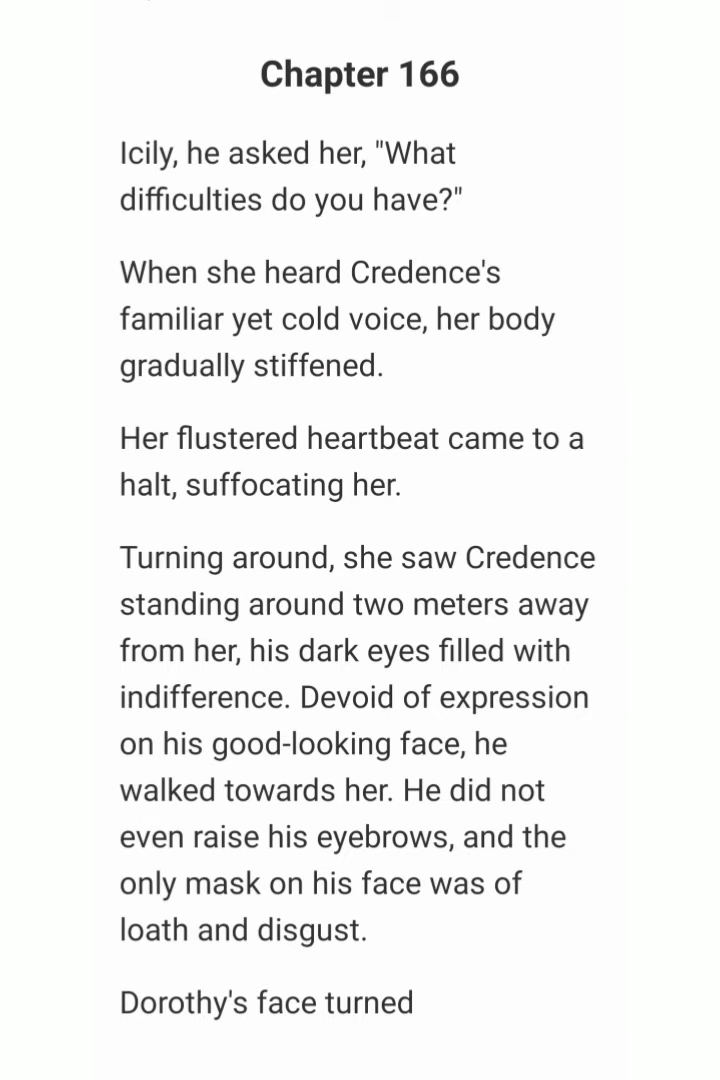 Chapter 166
Icily, he asked her, "What
difficulties do you have?"
When she heard Credence's
familiar yet cold voice, her body
gradually stiffened.
Her flustered heartbeat came to a
halt, suffocating her.
Turning around, she saw Credence
standing around two meters away
from her, his dark eyes filled with
indifference. Devoid of expression
on his good-looking face, he
walked towards her. He did not
even raise his eyebrows, and the
only mask on his face was of
loath and disgust.
Dorothy's face turned